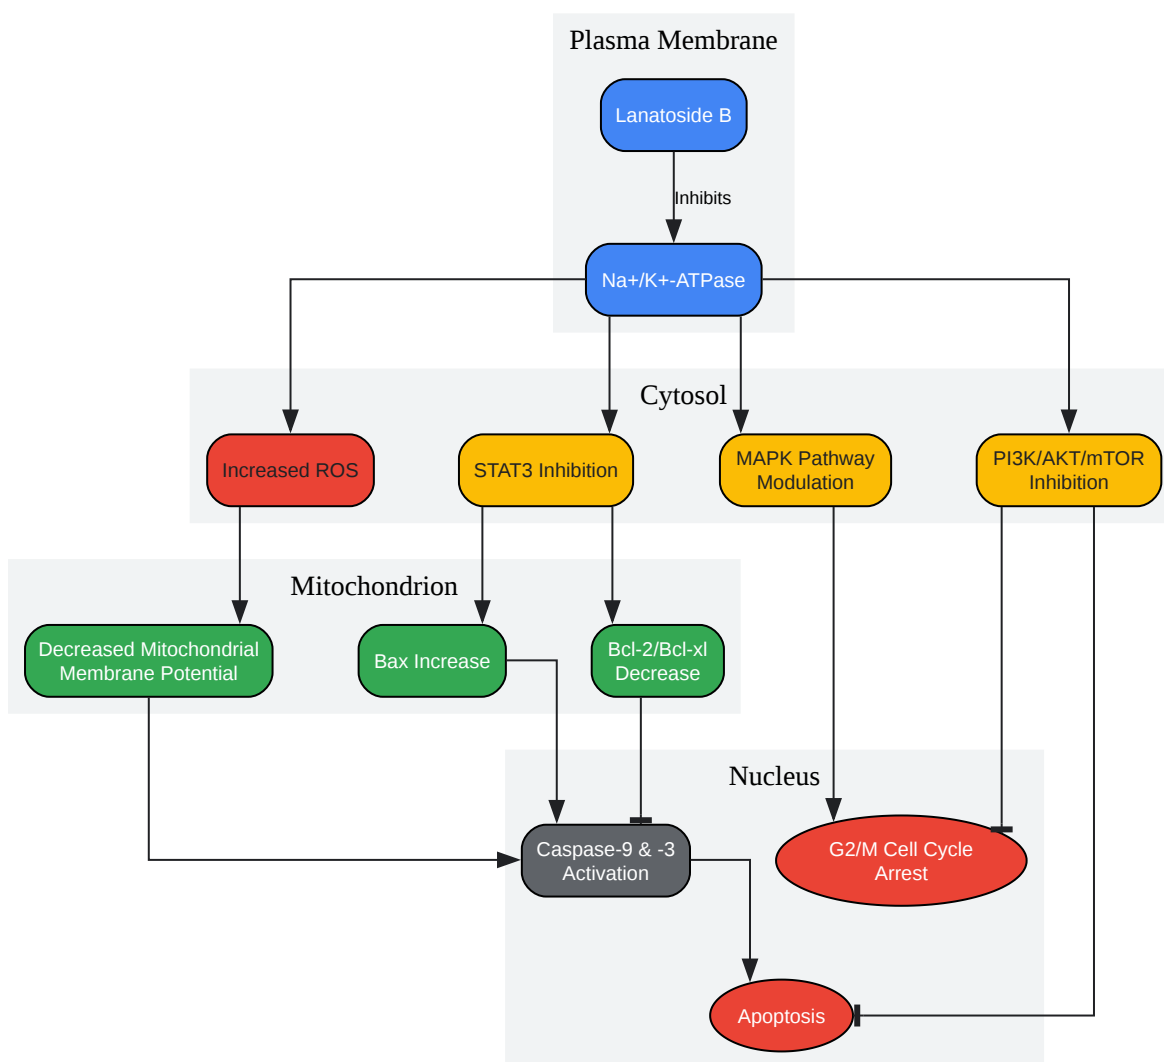 Plasma Membrane
Lanatoside B
Inhibits
Na+/K+-ATPase
Cytosol
Increased ROS
STAT3 Inhibition
MAPK Pathway
Modulation
PI3K/AKT/mTOR
Inhibition
Mitochondrion
Decreased Mitochondrial
Membrane Potential
Bax Increase
Bcl-2/Bcl-xl
Decrease
Nucleus
Caspase-9 & -3
Activation
G2/M Cell Cycle
Arrest
Apoptosis